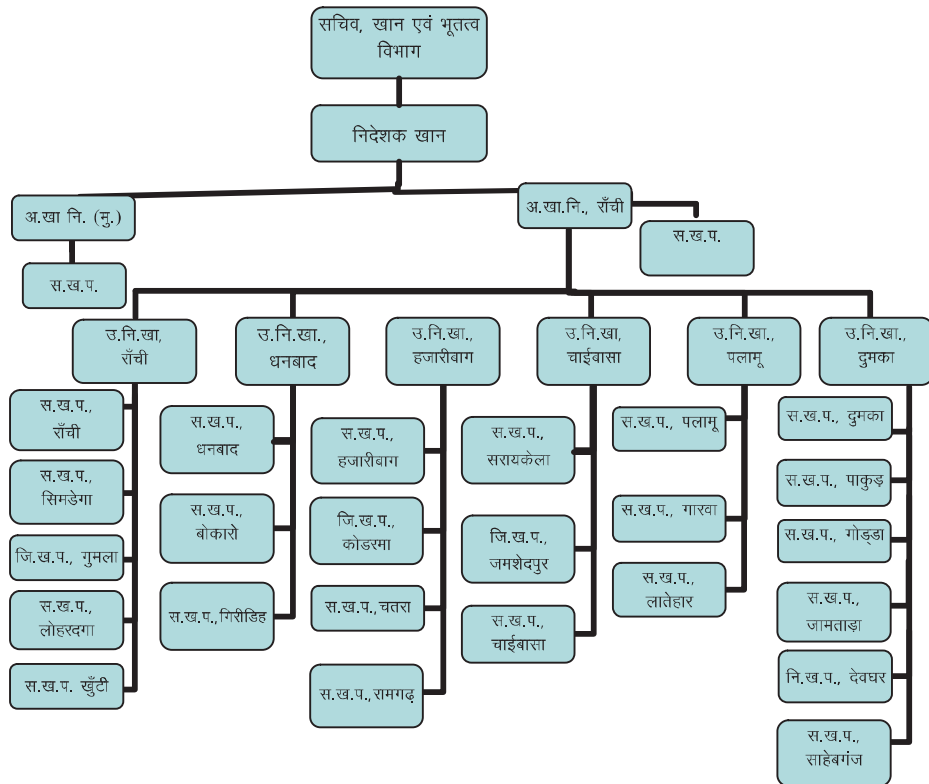 सचिव, खान एवं भूतत्व
विभाग
निदेशक खान
अ.खा नि. (मु.)
स.ख.प.
अ.खा.नि., राँची
स.ख.प.
उ.नि.खा,
राँची
स.ख.प.,
राँची
स.ख.प.,
सिमडेगा
जि.ख.प., गुमला
स.ख.प.,
लोहरदगा
स.ख.प. खुँटी
उ.नि.खा.,
धनबाद
स.ख.प.,
धनबाद
स.ख.प.,
बोकारो
स.ख.प.,गिरीडिह
उ.नि.खा.,
हजारीबाग
स.ख.प.,
हजारीबाग
जि.ख.प.,
कोडरमा
स.ख.प.,चतरा
स.ख.प.,रामगढ़
उ.नि.खा,
चाईबासा
स.ख.प.,
सरायकेला
जि.ख.प.,
जमशेदपुर
स.ख.प.,
चाईबासा
उ.नि.खा.,
पलामू
स.ख.प., पलामू
स.ख.प., गारवा
स.ख.प.,
लातेहार
उ.नि.खा.,
दुमका
स.ख.प., दुमका
स.ख.प., पाकुड़
स.ख.प., गोड्डा
स.ख.प.,
जामताड़ा
नि.ख.प., देवघर
स.ख.प.,
साहेबगंज